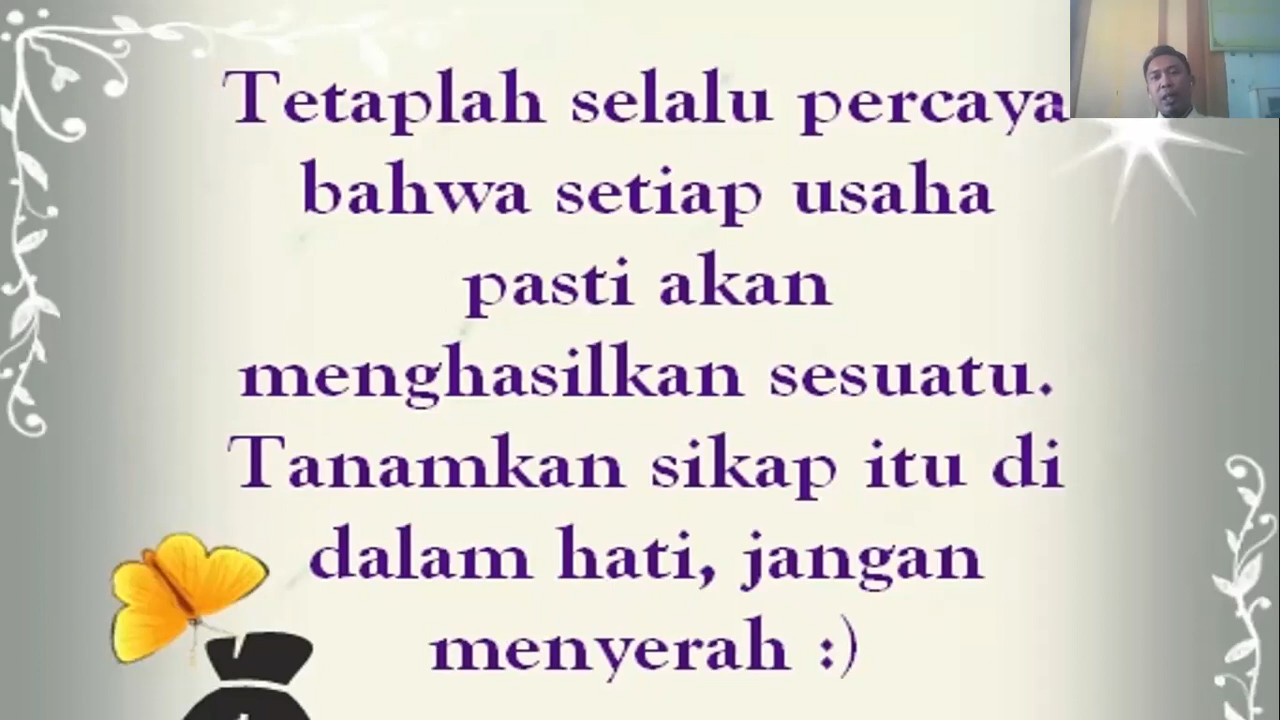 Tetaplah selalu percaya
bahwa setiap usaha
pasti akan
menghasilkan sesuatu.
Tanamkan sikap itu di
dalam hati, jangan
menyerah :)